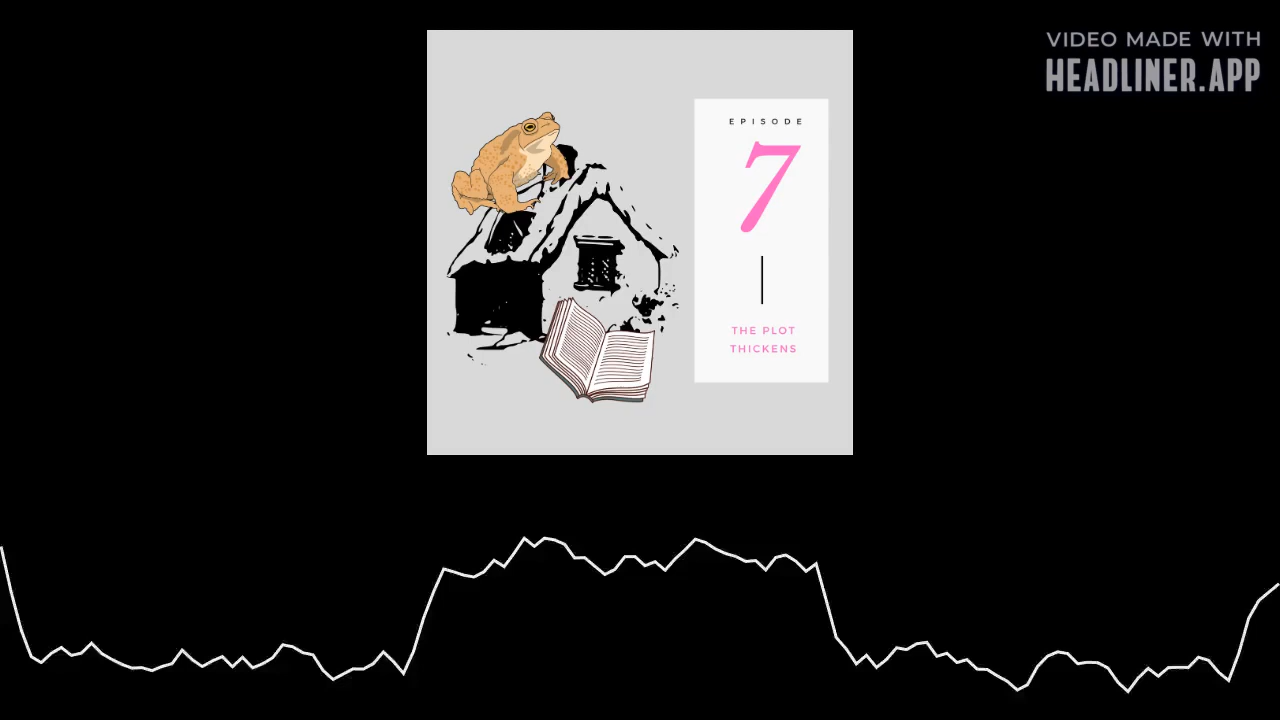 VIDEO MADE WITH
HEADLINER.APP
EPISODE
7
THE PLOT
THICKENS